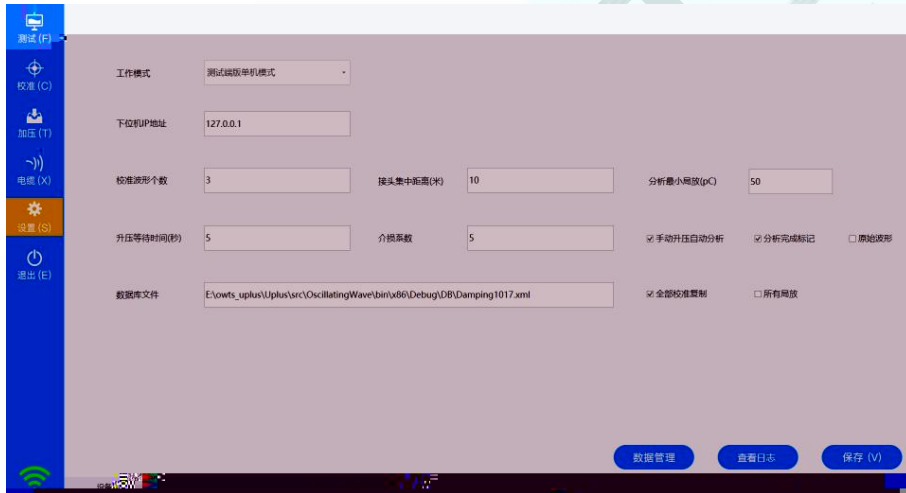 测试(F)
校准(C)
加压(T)
电缆(X)
设置(S)
退出(E)
工作模式 测试端版单机模式
下位机IP地址 127.0.0.1
校准波形个数 3 接头集中距离(米) 10 分析最小局放(pC) 50
升压等待时间(秒) 5 介损系数 5 手动升压自动分析 分析完成标记 原始波形
数据库文件 E:\owts_uplus\Uplus\src\OscillatingWave\bin\x86\Debug\DB\Damping1017.xml 全部校准复制 所有局放
数据管理 查看日志 保存 (V)
设备